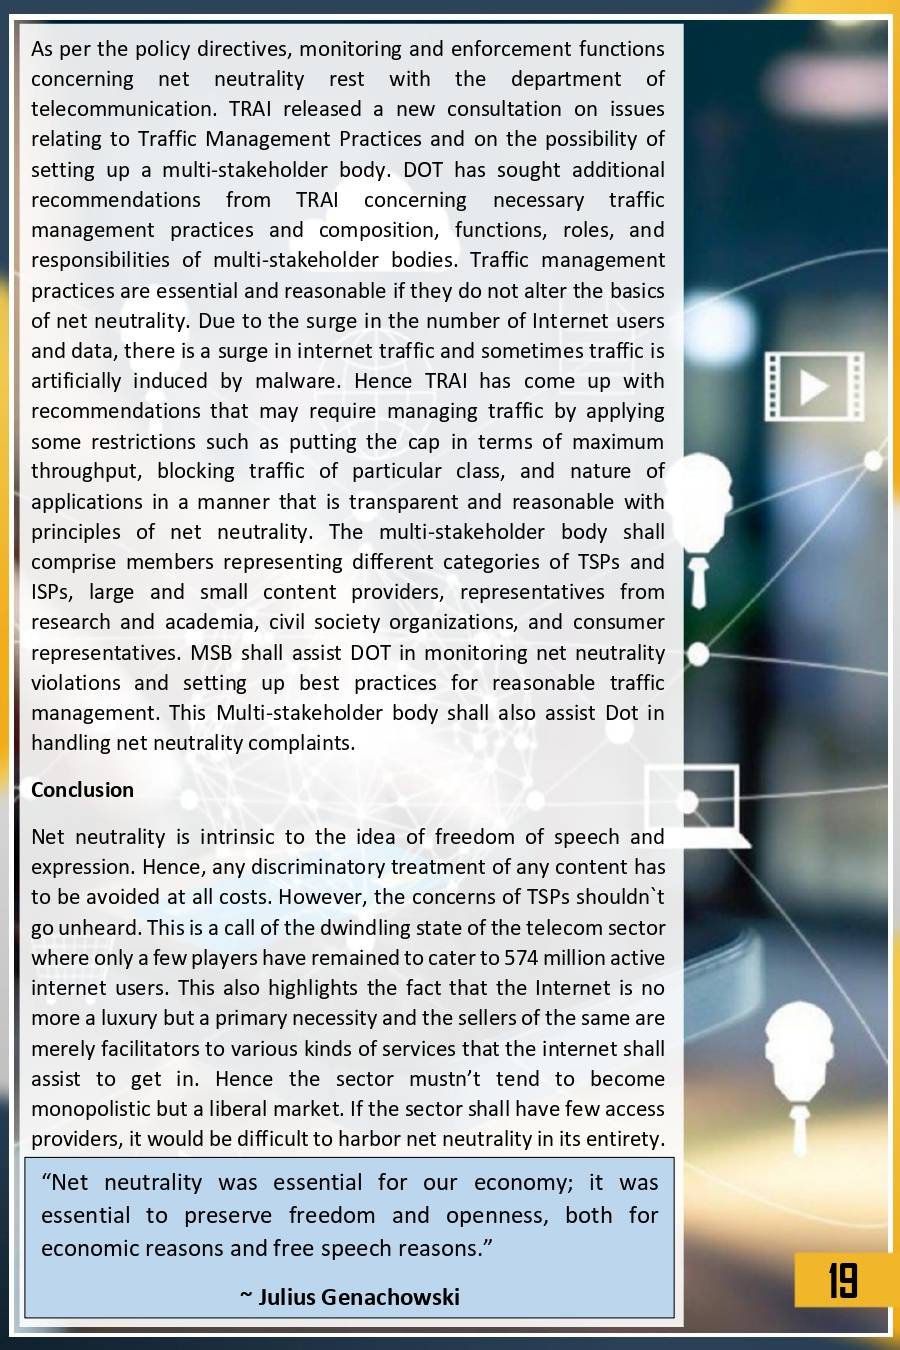 As per the policy directives, monitoring and enforcement functions
concerning net neutrality rest with the department of
telecommunication. TRAI released a new consultation on issues
relating to Traffic Management Practices and on the possibility of
setting up a multi-stakeholder body. DOT has sought additional
recommendations from TRAI concerning necessary traffic
management practices and composition, functions, roles, and
responsibilities of multi-stakeholder bodies. Traffic management
practices are essential and reasonable if they do not alter the basics
of net neutrality. Due to the surge in the number of Internet users
and data, there is a surge in internet traffic and sometimes traffic is
artificially induced by malware. Hence TRAI has come up with
recommendations that may require managing traffic by applying
some restrictions such as putting the cap in terms of maximum
throughput, blocking traffic of particular class, and nature of
applications in a manner that is transparent and reasonable with
principles of net neutrality. The multi-stakeholder body shall
comprise members representing different categories of TSPs and
ISPs, large and small content providers, representatives from
research and academia, civil society organizations, and consumer
representatives. MSB shall assist DOT in monitoring net neutrality
violations and setting up best practices for reasonable traffic
management. This Multi-stakeholder body shall also assist Dot in
handling net neutrality complaints.
Conclusion
Net neutrality is intrinsic to the idea of freedom of speech and
expression. Hence, any discriminatory treatment of any content has
to be avoided at all costs. However, the concerns of TSPs shouldn`t
go unheard. This is a call of the dwindling state of the telecom sector
where only a few players have remained to cater to 574 million active
internet users. This also highlights the fact that the Internet is no
more a luxury but a primary necessity and the sellers of the same are
merely facilitators to various kinds of services that the internet shall
assist to get in. Hence the sector mustn’t tend to become
monopolistic but a liberal market. If the sector shall have few access
providers, it would be difficult to harbor net neutrality in its entirety.
“Net neutrality was essential for our economy; it was
essential to preserve freedom and openness, both for
economic reasons and free speech reasons.”
~ Julius Genachowski
19